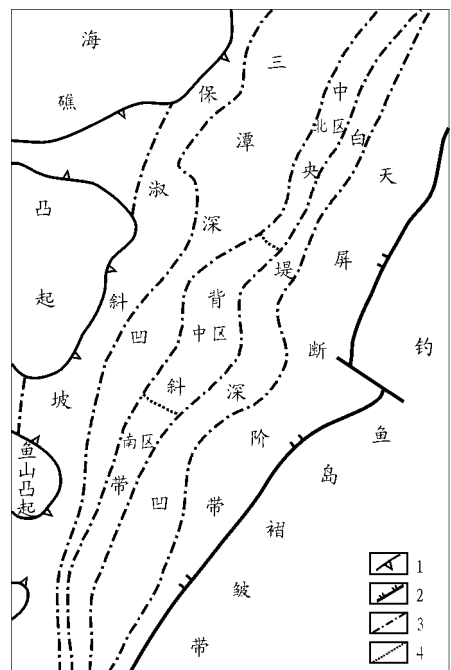 海礁凸起
鱼山凸起
保淑斜坡
三潭深凹
中央背斜带
北区
中区
南区
白堤深凹
天屏断阶带
钓鱼岛褶皱带
1
2
3
4